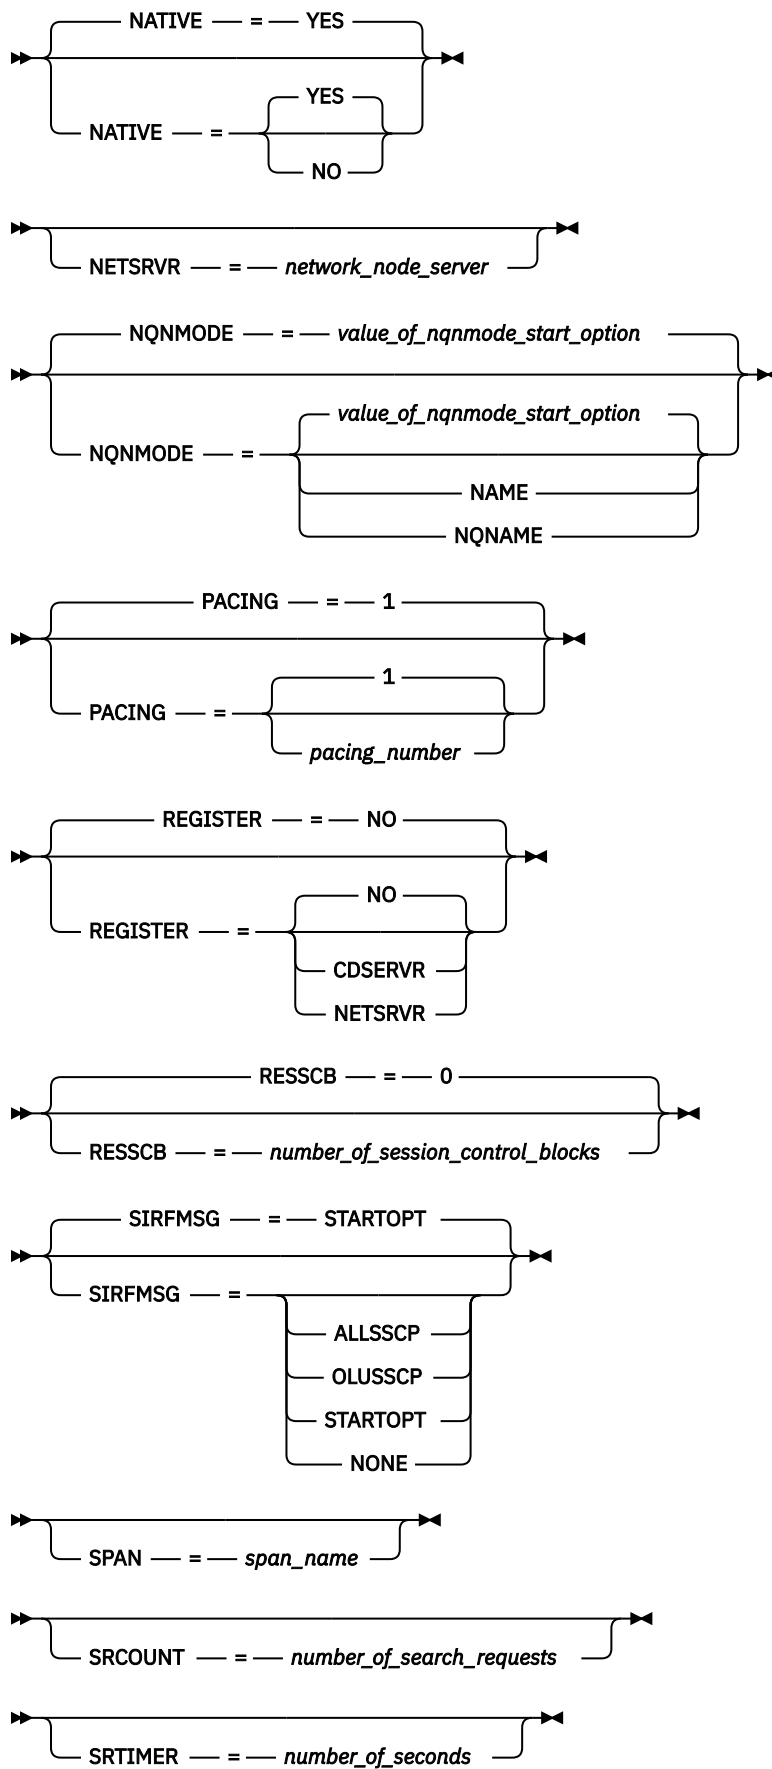 NATIVE = YES
YES
NATIVE =
NO
NETSRVR = network_node_server
NQNMODE = value_of_nqnmode_start_option
value_of_nqnmode_start_option
NQNMODE =
NAME
NQNAME
PACING = 1
1
PACING =
pacing_number
REGISTER = NO
NO
REGISTER =
CDSERVR
NETSRVR
RESSCB = 0
RESSCB = number_of_session_control_blocks
SIRFMSG = STARTOPT
SIRFMSG =
ALLSSCP
OLUSSCP
STARTOPT
NONE
SPAN = span_name
SRCOUNT = number_of_search_requests
SRTIMER = number_of_seconds